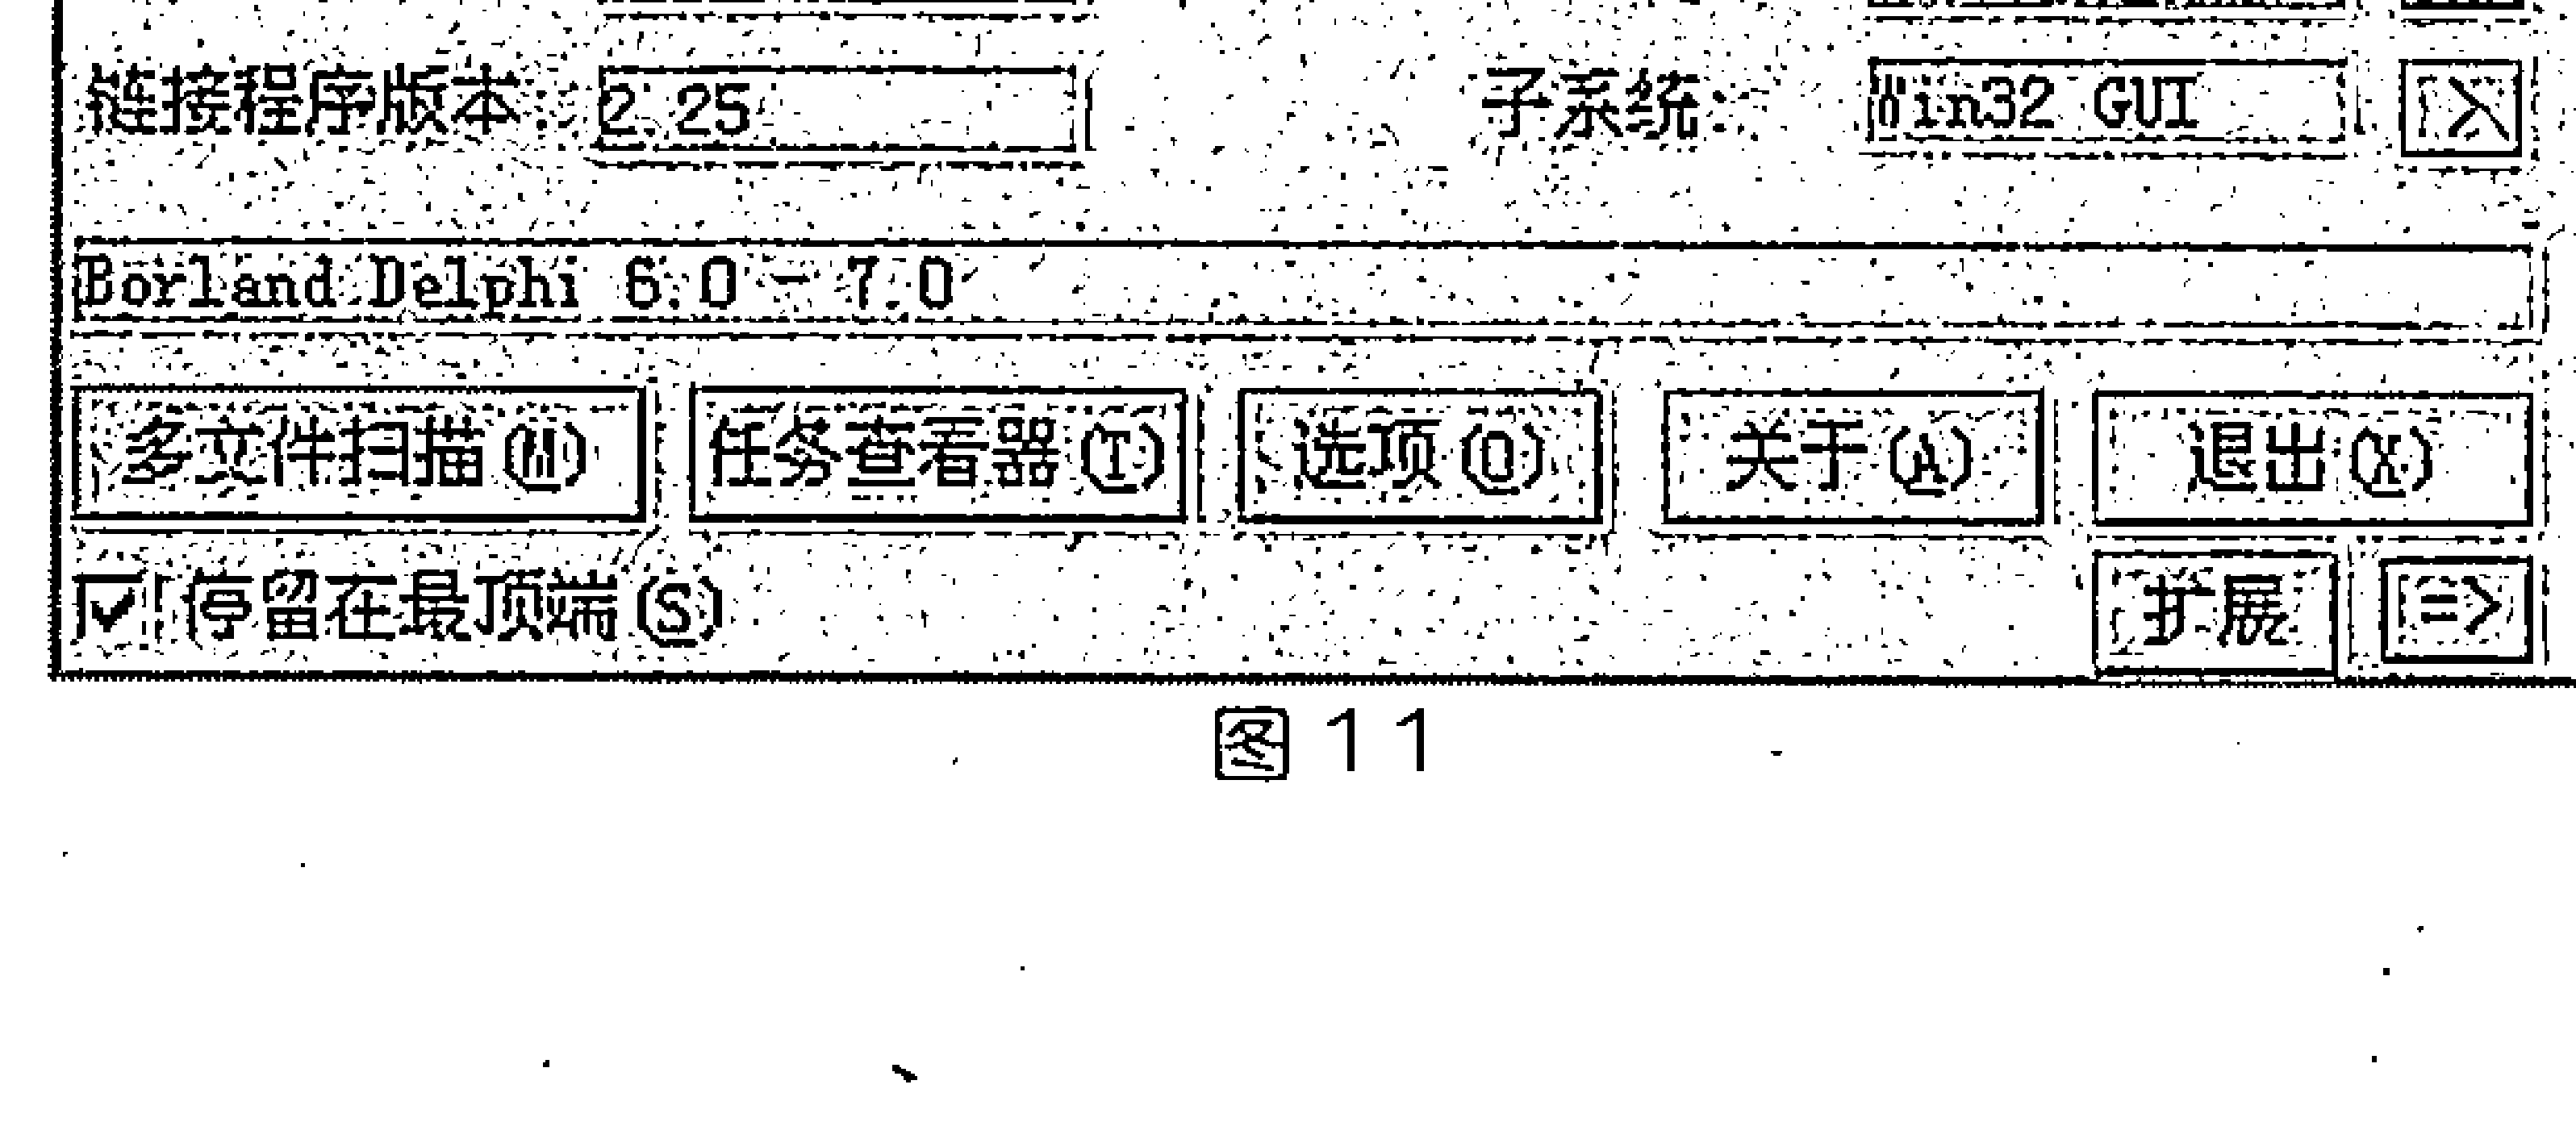 链接程序版本: 2.25 子系统: Win32 GUI >
Borland Delphi 6.0 - 7.0
多文件扫描(M) 任务查看器(T) 选项(O) 关于(A) 退出(X)
停留在最顶端(S) 扩展 =>
图11